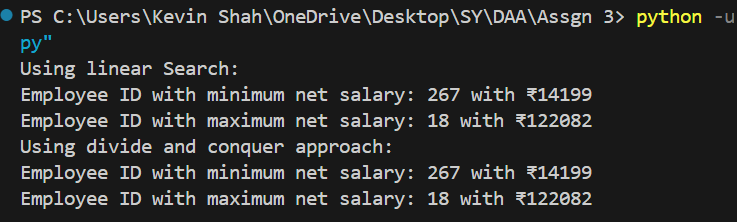 PS C:\Users\Kevin Shah\OneDrive\Desktop\SY\DAA\Assgn 3> python -u
py"
Using linear Search:
Employee ID with minimum net salary: 267 with ₹14199
Employee ID with maximum net salary: 18 with ₹122082
Using divide and conquer approach:
Employee ID with minimum net salary: 267 with ₹14199
Employee ID with maximum net salary: 18 with ₹122082